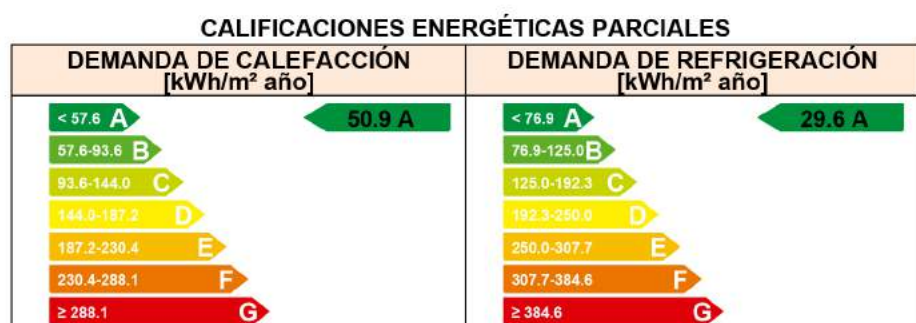 CALIFICACIONES ENERGÉTICAS PARCIALES
DEMANDA DE CALEFACCIÓN
[kWh/m² año]
DEMANDA DE REFRIGERACIÓN
[kWh/m² año]
< 57.6 A
50.9 A
57.6-93.6 B
93.6-144.0 C
144.0-187.2 D
187.2-230.4 E
230.4-288.1 F
≥ 288.1 G
< 76.9 A
29.6 A
76.9-125.0 B
125.0-192.3 C
192.3-250.0 D
250.0-307.7 E
307.7-384.6 F
≥ 384.6 G